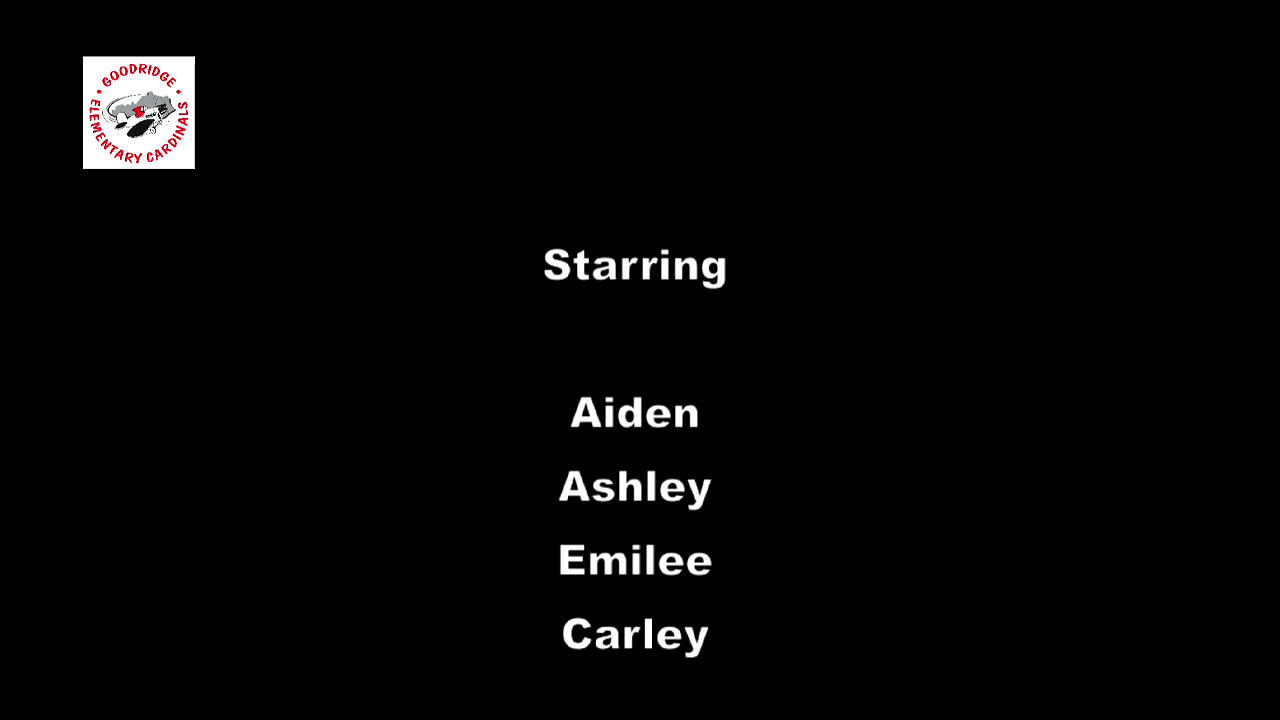 GOODRIDGE
ELEMENTARY CARDINALS
Starring
Aiden
Ashley
Emilee
Carley